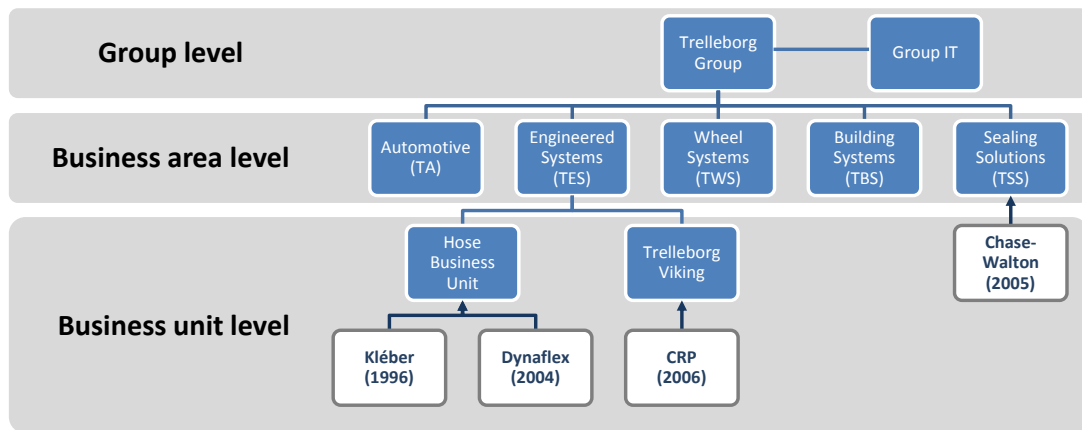 Group level
Trelleborg
Group
Group IT
Business area level
Automotive
(TA)
Engineered
Systems
(TES)
Wheel
Systems
(TWS)
Building
Systems
(TBS)
Sealing
Solutions
(TSS)
Business unit level
Hose
Business
Unit
Trelleborg
Viking
Chase-
Walton
(2005)
Kléber
(1996)
Dynaflex
(2004)
CRP
(2006)